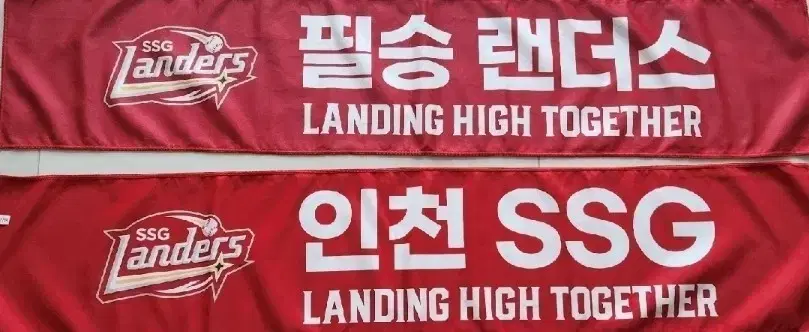 SSG
Landers
필승 랜더스
LANDING HIGH TOGETHER
SSG
Landers
인천 SSG
LANDING HIGH TOGETHER